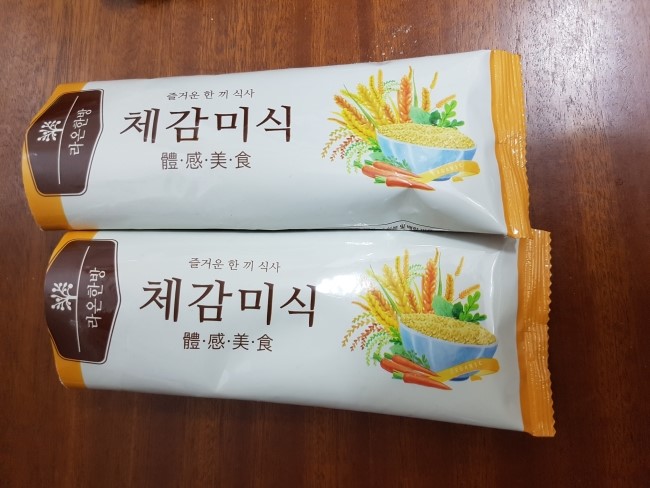 라온한방
즐거운 한 끼 식사
체감미식
體·感·美·食
라온한방
즐거운 한 끼 식사
체감미식
體·感·美·食